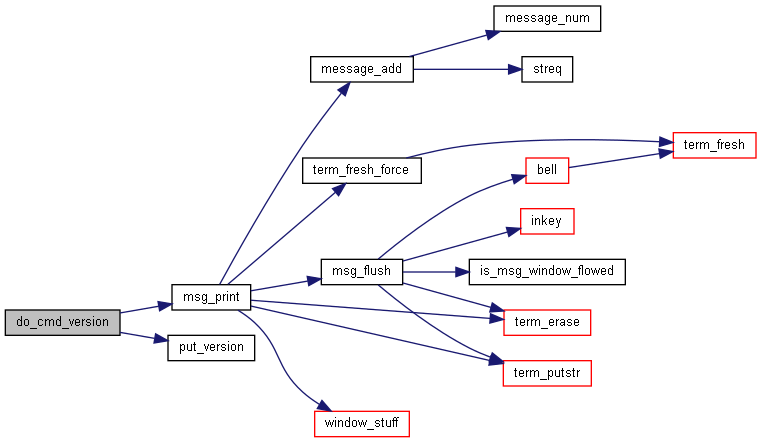 message_num
message_add
streq
term_fresh
term_fresh_force
bell
inkey
msg_flush
is_msg_window_flowed
msg_print
do_cmd_version
term_erase
put_version
term_putstr
window_stuff